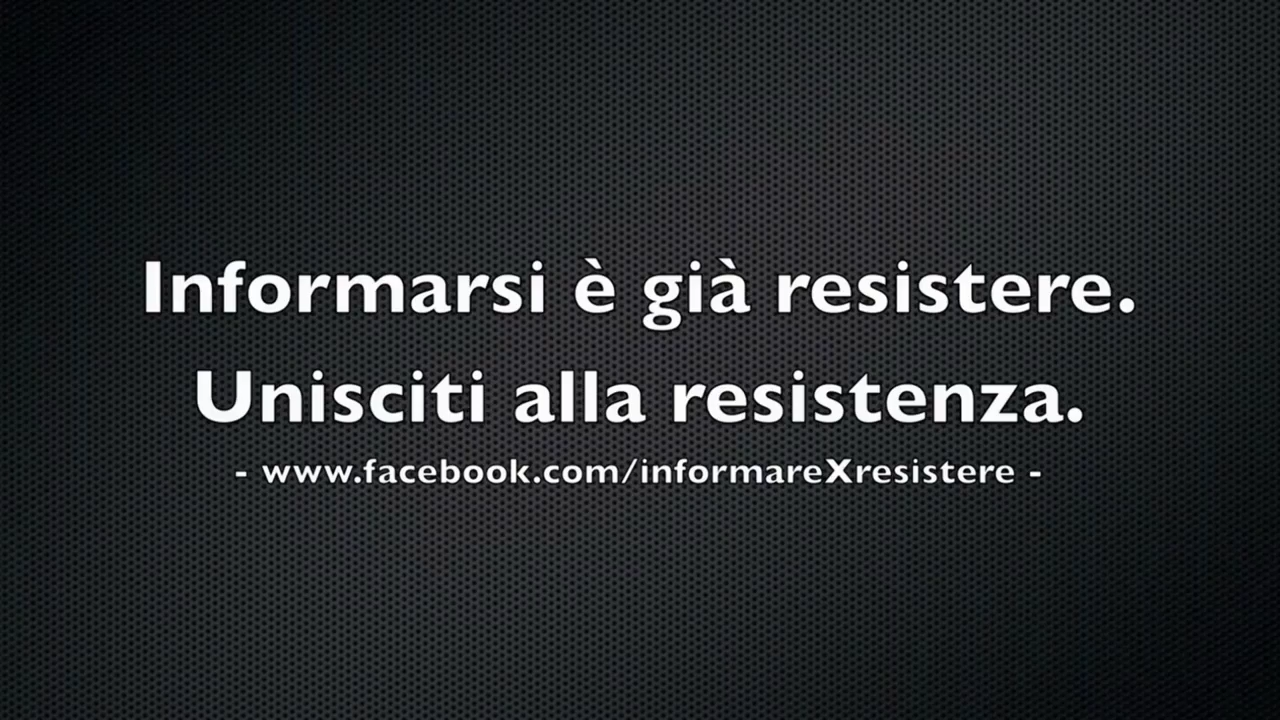 Informarsi è già resistere.
Unisciti alla resistenza.
- www.facebook.com/informareXresistere -